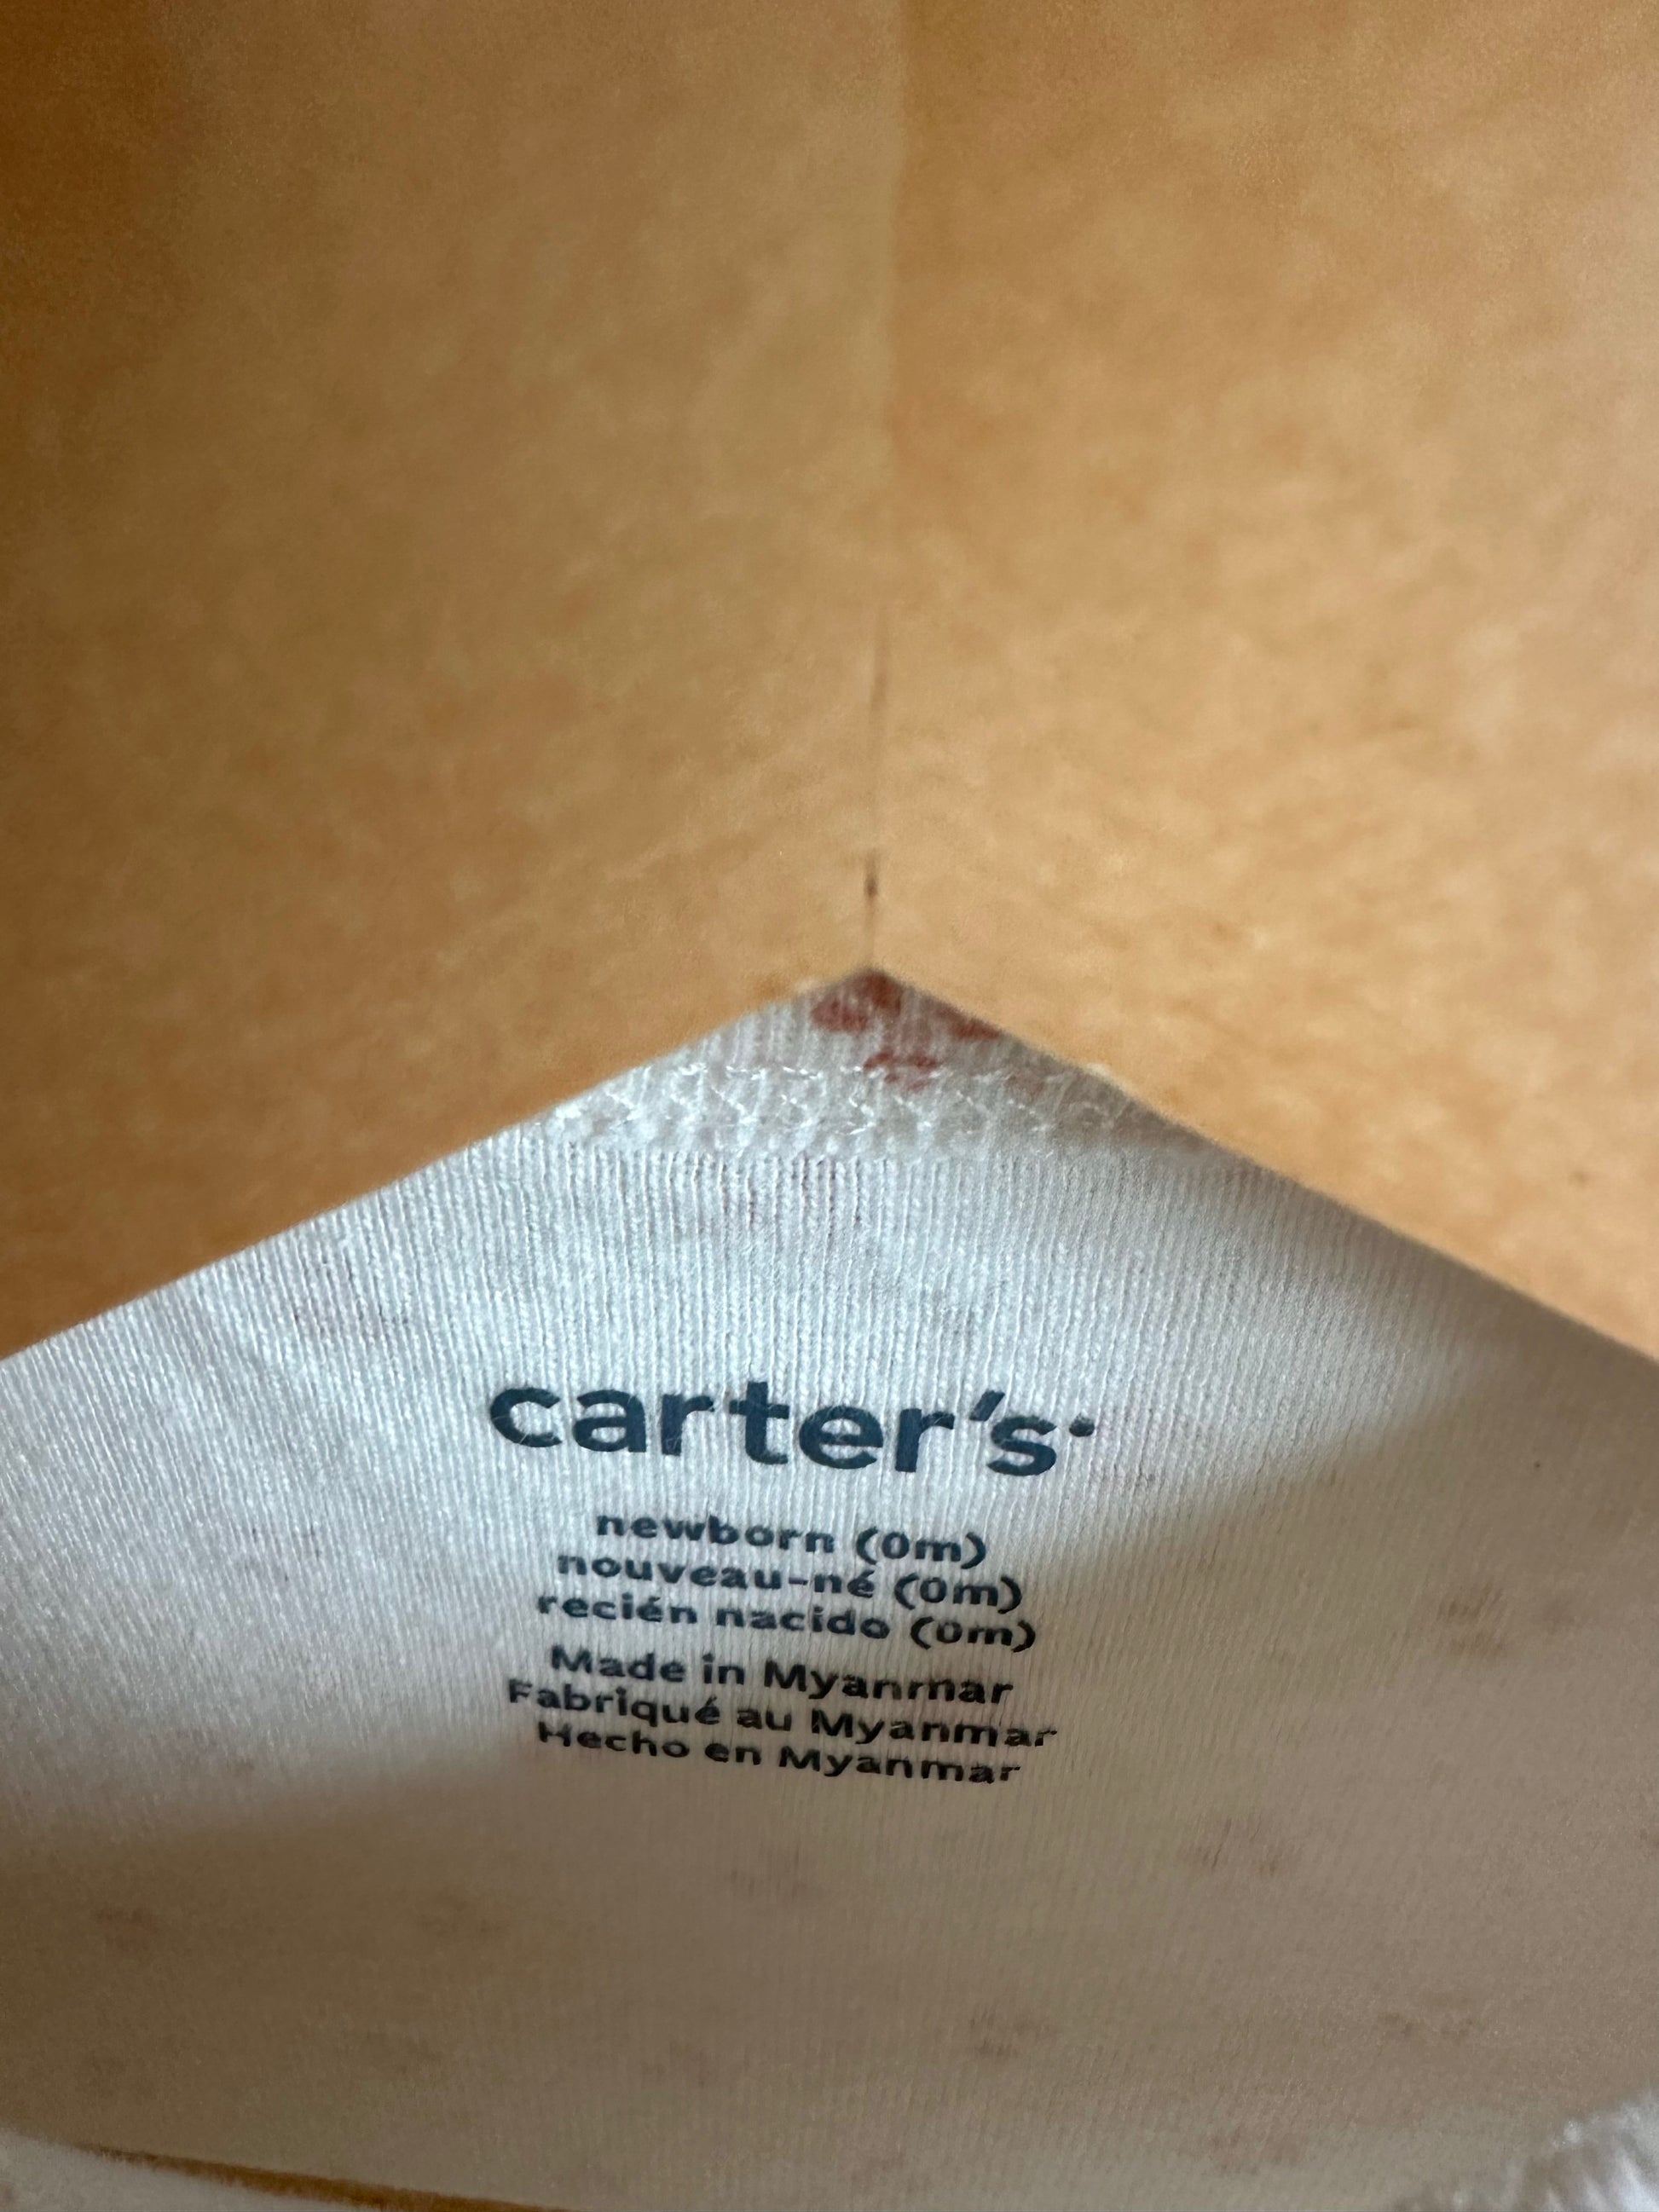 carter's
newborn (0m)
nouveau-né (0m)
recién nacido (0m)
Made in Myanmar
Fabriqué au Myanmar
Hecho en Myanmar